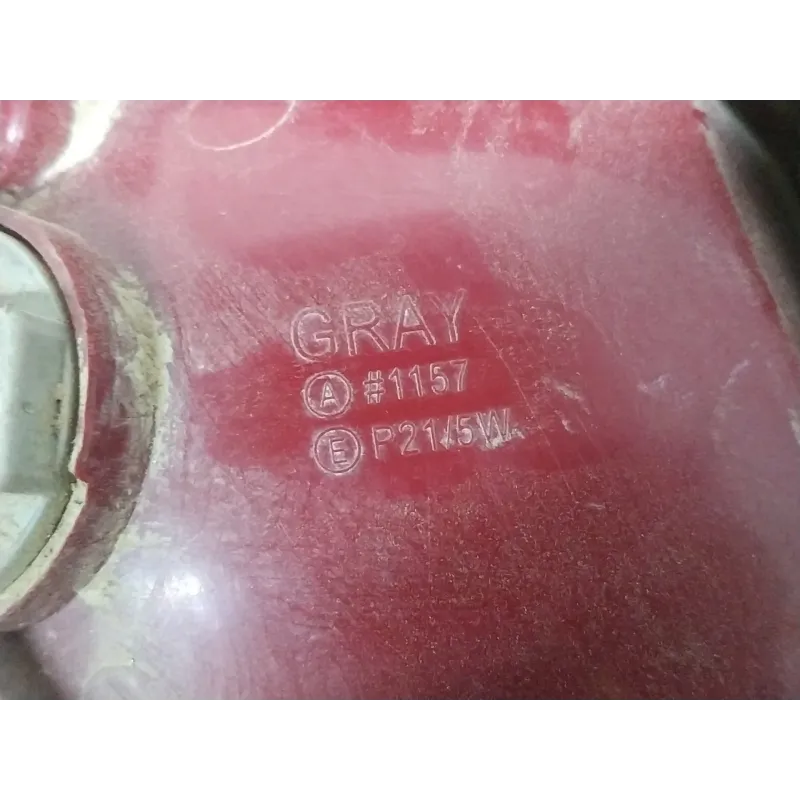 GRAY
Ⓐ #1157
Ⓔ P21/5W